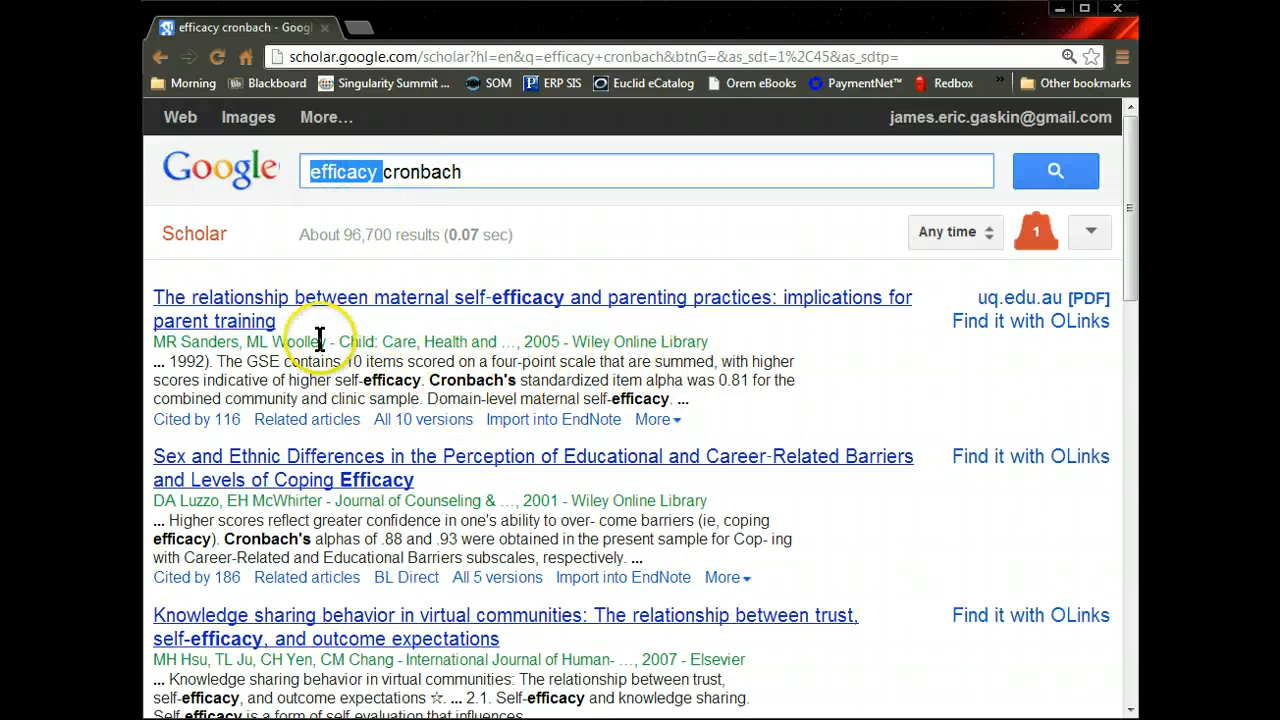 efficacy cronbach - Googl
scholar.google.com/scholar?hl=en&q=efficacy+cronbach&btnG=&as_sdt=1%2C45&as_sdtp=
Morning Blackboard Singularity Summit ... SOM ERP SIS Euclid eCatalog Orem eBooks PaymentNet™ Redbox » Other bookmarks
Web Images More... james.eric.gaskin@gmail.com
Google efficacy cronbach
Scholar About 96,700 results (0.07 sec) Any time 1
The relationship between maternal self-efficacy and parenting practices: implications for uq.edu.au [PDF]
parent training Find it with OLinks
MR Sanders, ML Woolley - Child: Care, Health and ..., 2005 - Wiley Online Library
... 1992). The GSE contains 10 items scored on a four-point scale that are summed, with higher
scores indicative of higher self-efficacy. Cronbach's standardized item alpha was 0.81 for the
combined community and clinic sample. Domain-level maternal self-efficacy. ...
Cited by 116 Related articles All 10 versions Import into EndNote More
Sex and Ethnic Differences in the Perception of Educational and Career-Related Barriers Find it with OLinks
and Levels of Coping Efficacy
DA Luzzo, EH McWhirter - Journal of Counseling & ..., 2001 - Wiley Online Library
... Higher scores reflect greater confidence in one's ability to over- come barriers (ie, coping
efficacy). Cronbach's alphas of .88 and .93 were obtained in the present sample for Cop- ing
with Career-Related and Educational Barriers subscales, respectively. ...
Cited by 186 Related articles BL Direct All 5 versions Import into EndNote More
Knowledge sharing behavior in virtual communities: The relationship between trust, Find it with OLinks
self-efficacy, and outcome expectations
MH Hsu, TL Ju, CH Yen, CM Chang - International Journal of Human- ..., 2007 - Elsevier
... Knowledge sharing behavior in virtual communities: The relationship between trust,
self-efficacy, and outcome expectations ☆. ... 2.1. Self-efficacy and knowledge sharing.
Self efficacy is a form of self evaluation that influences